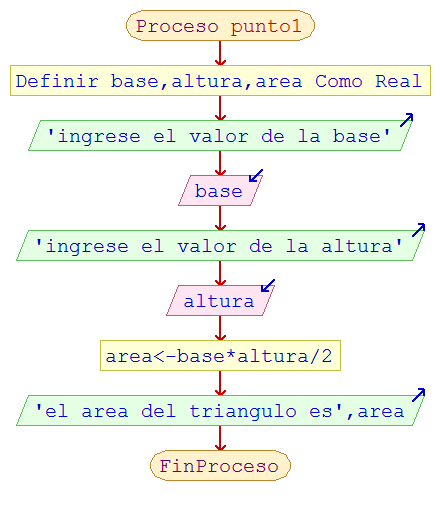 Proceso punto1
Definir base,altura,area Como Real
'ingrese el valor de la base'
base
'ingrese el valor de la altura'
altura
area<-base*altura/2
'el area del triangulo es',area
FinProceso